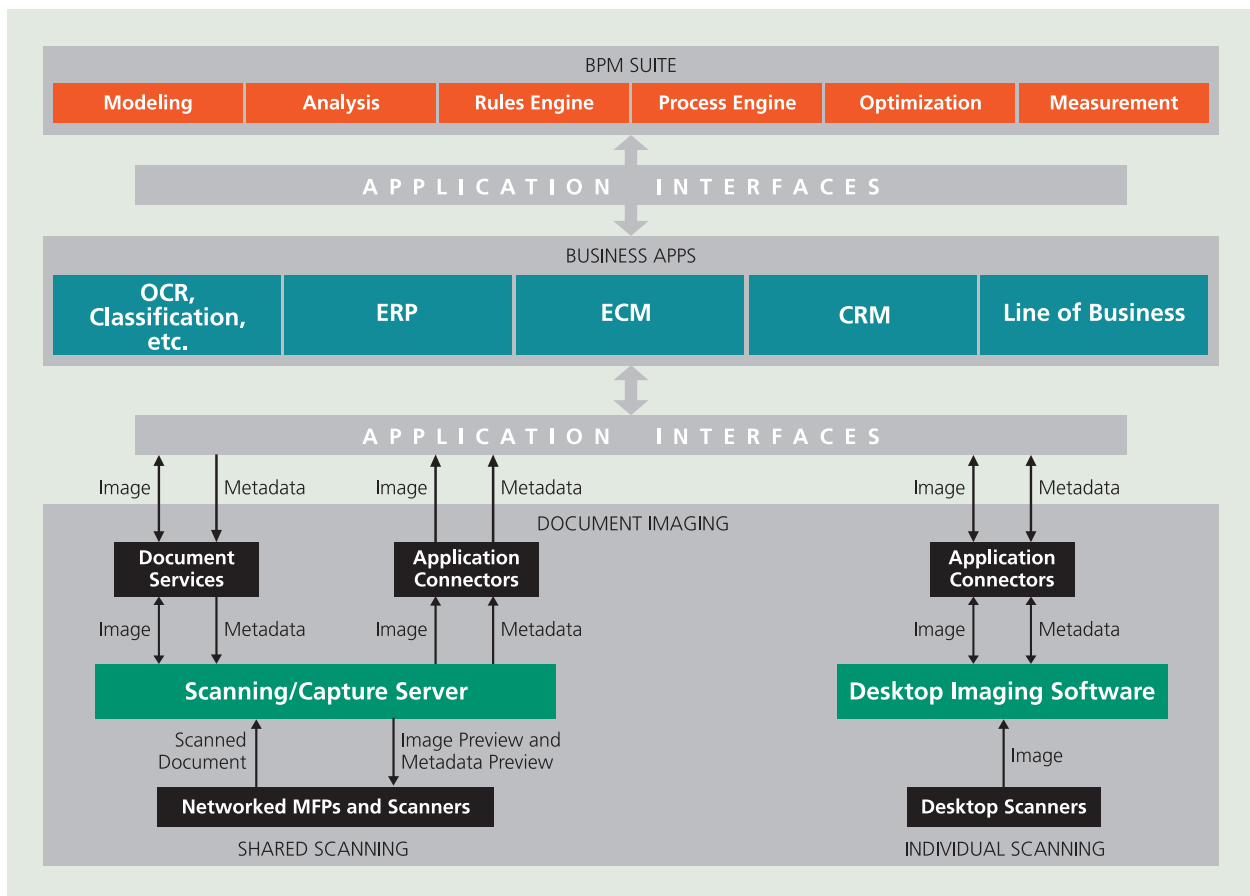 BPM SUITE
Modeling
Analysis
Rules Engine
Process Engine
Optimization
Measurement
APPLICATION INTERFACES
BUSINESS APPS
OCR,
Classification,
etc.
ERP
ECM
CRM
Line of Business
APPLICATION INTERFACES
Image
Metadata
Image
Metadata
Image
Metadata
DOCUMENT IMAGING
Document
Services
Application
Connectors
Application
Connectors
Image
Metadata
Image
Metadata
Image
Metadata
Scanning/Capture Server
Desktop Imaging Software
Scanned
Document
Image Preview and
Metadata Preview
Image
Networked MFPs and Scanners
Desktop Scanners
SHARED SCANNING
INDIVIDUAL SCANNING